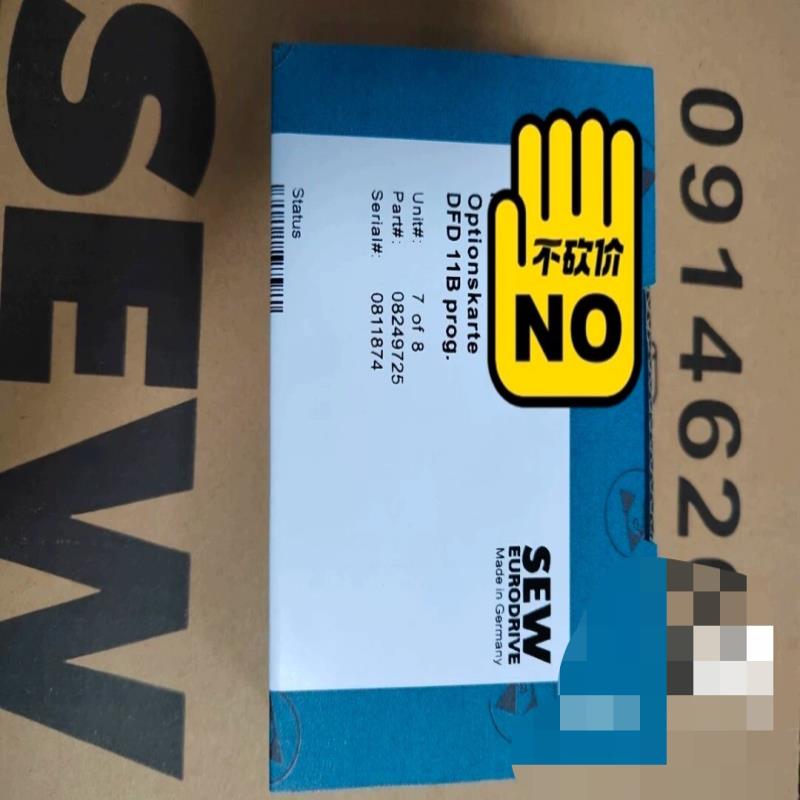 SEW
091462
Optionskarte
DFD 11B prog.
Unit#: 7 of 8
Part#: 08249725
Serial#: 0811874
Status
SEW
EURODRIVE
Made in Germany
不砍价
NO